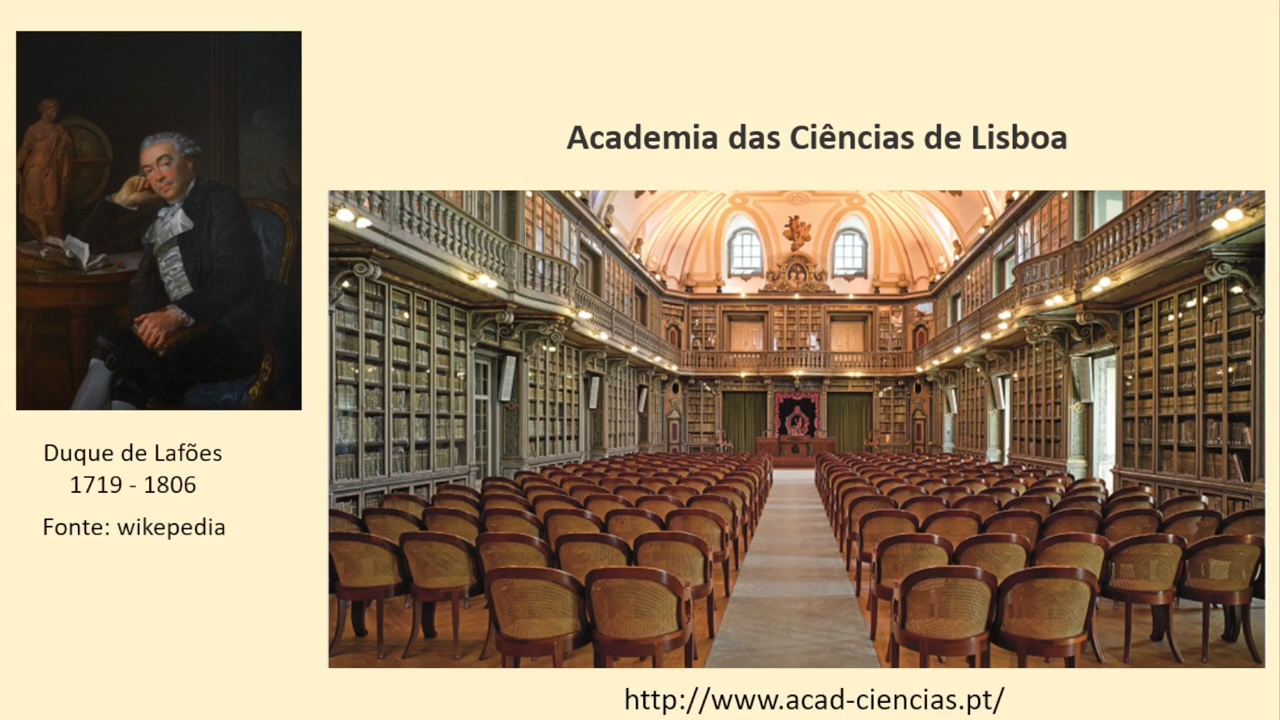 Academia das Ciências de Lisboa
Duque de Lafões
1719 - 1806
Fonte: wikepedia
http://www.acad-ciencias.pt/